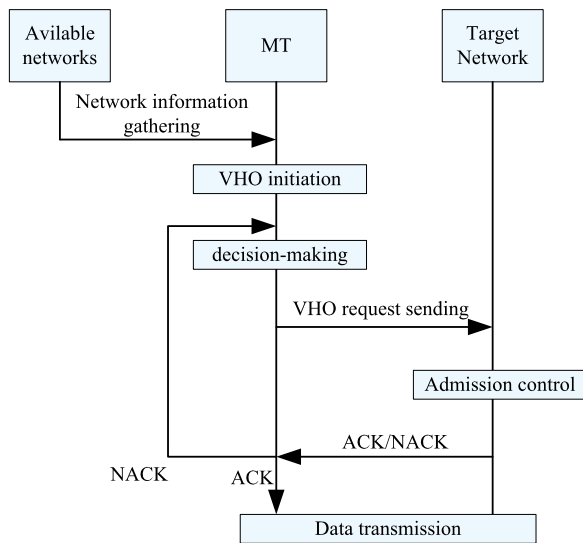 Avilable
networks
MT
Target
Network
Network information
gathering
VHO initiation
decision-making
VHO request sending
Admission control
ACK/NACK
NACK
ACK
Data transmission